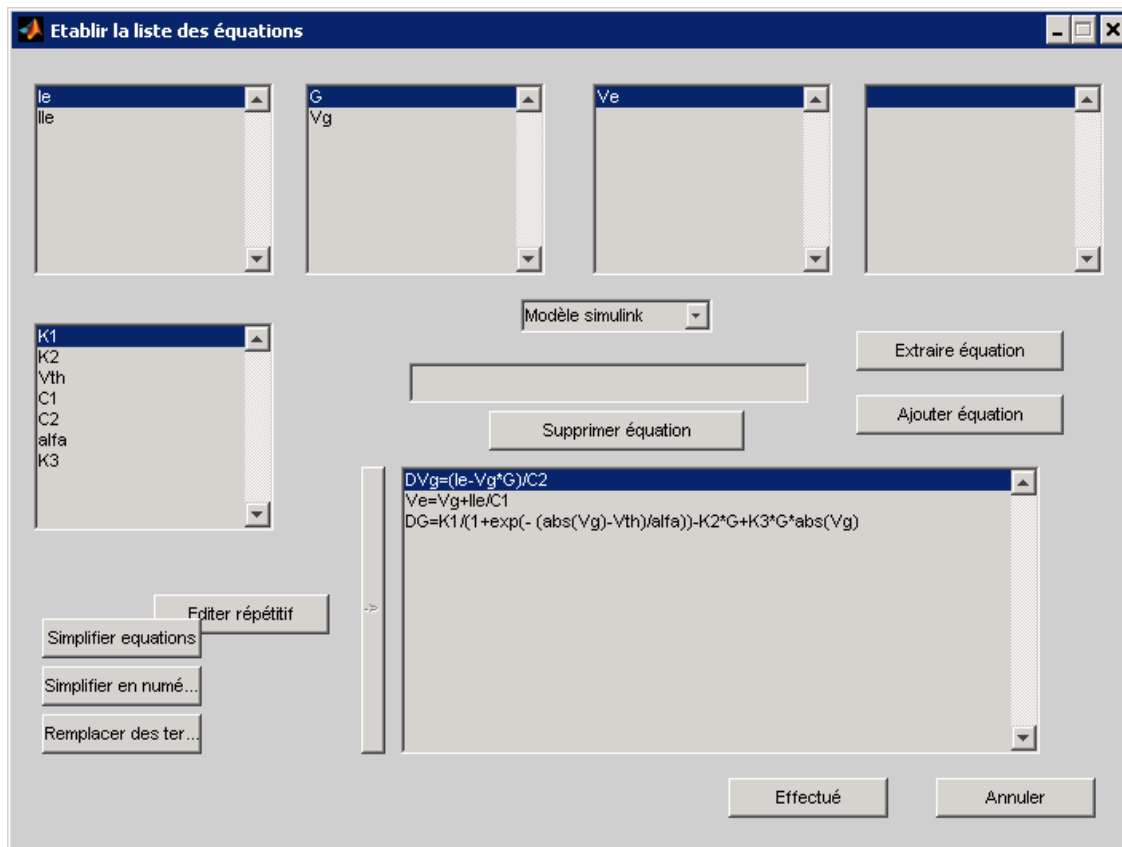 Etablir la liste des équations
Ie
IIe
G
Vg
Ve
K1
K2
Vth
C1
C2
alfa
K3
Modèle simulink
Extraire équation
Ajouter équation
Supprimer équation
DVg=(Ie-Vg*G)/C2
Ve=Vg+IIe/C1
DG=K1/(1+exp(- (abs(Vg)-Vth)/alfa))-K2*G+K3*G*abs(Vg)
->
Editer répétitif
Simplifier equations
Simplifier en numé...
Remplacer des ter...
Effectué
Annuler